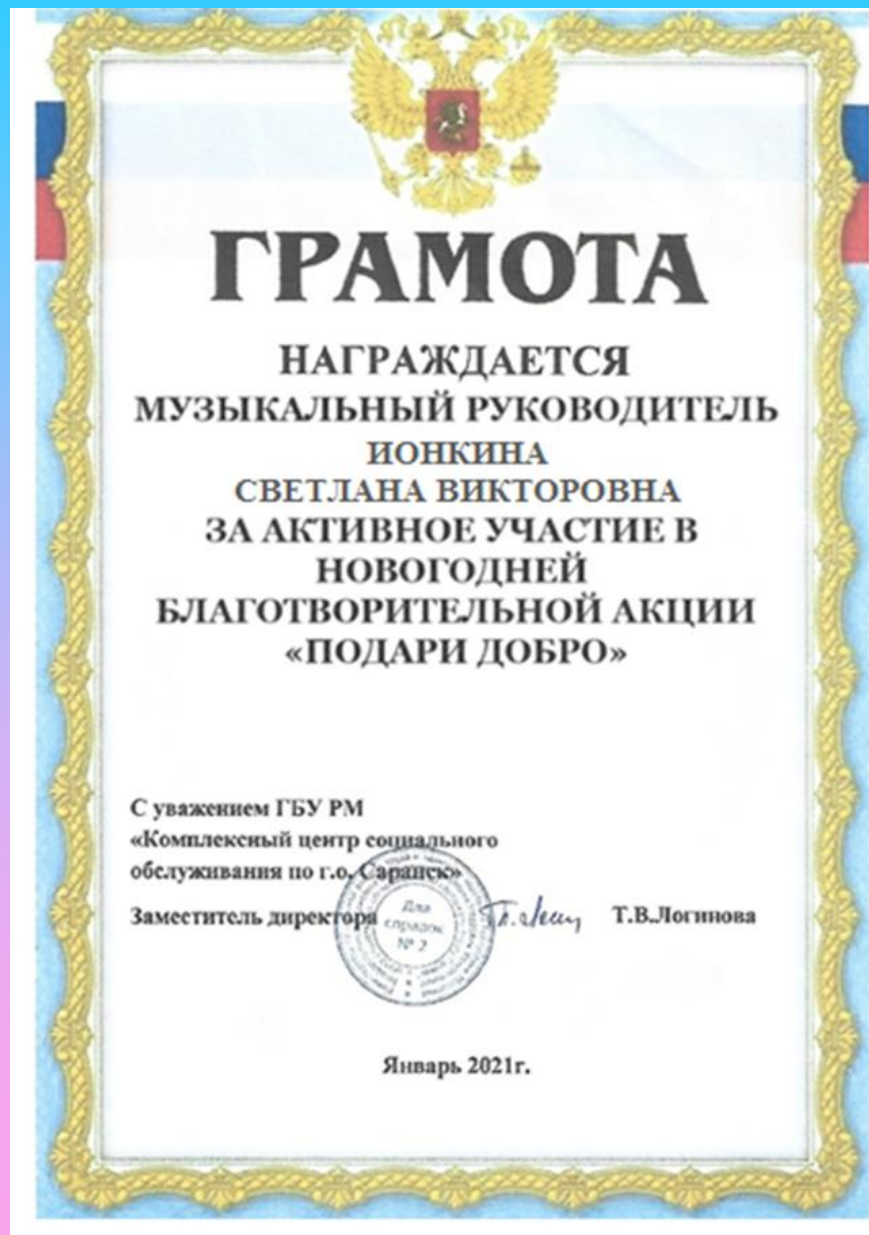 ГРАМОТА
НАГРАЖДАЕТСЯ
МУЗЫКАЛЬНЫЙ РУКОВОДИТЕЛЬ
ИОНКИНА
СВЕТЛАНА ВИКТОРОВНА
ЗА АКТИВНОЕ УЧАСТИЕ В
НОВОГОДНЕЙ
БЛАГОТВОРИТЕЛЬНОЙ АКЦИИ
«ПОДАРИ ДОБРО»
С уважением ГБУ РМ
«Комплексный центр социального
обслуживания по г.о. Саранск»
Заместитель директора Т.В.Логинова
Для
справок
№ 2
Январь 2021г.